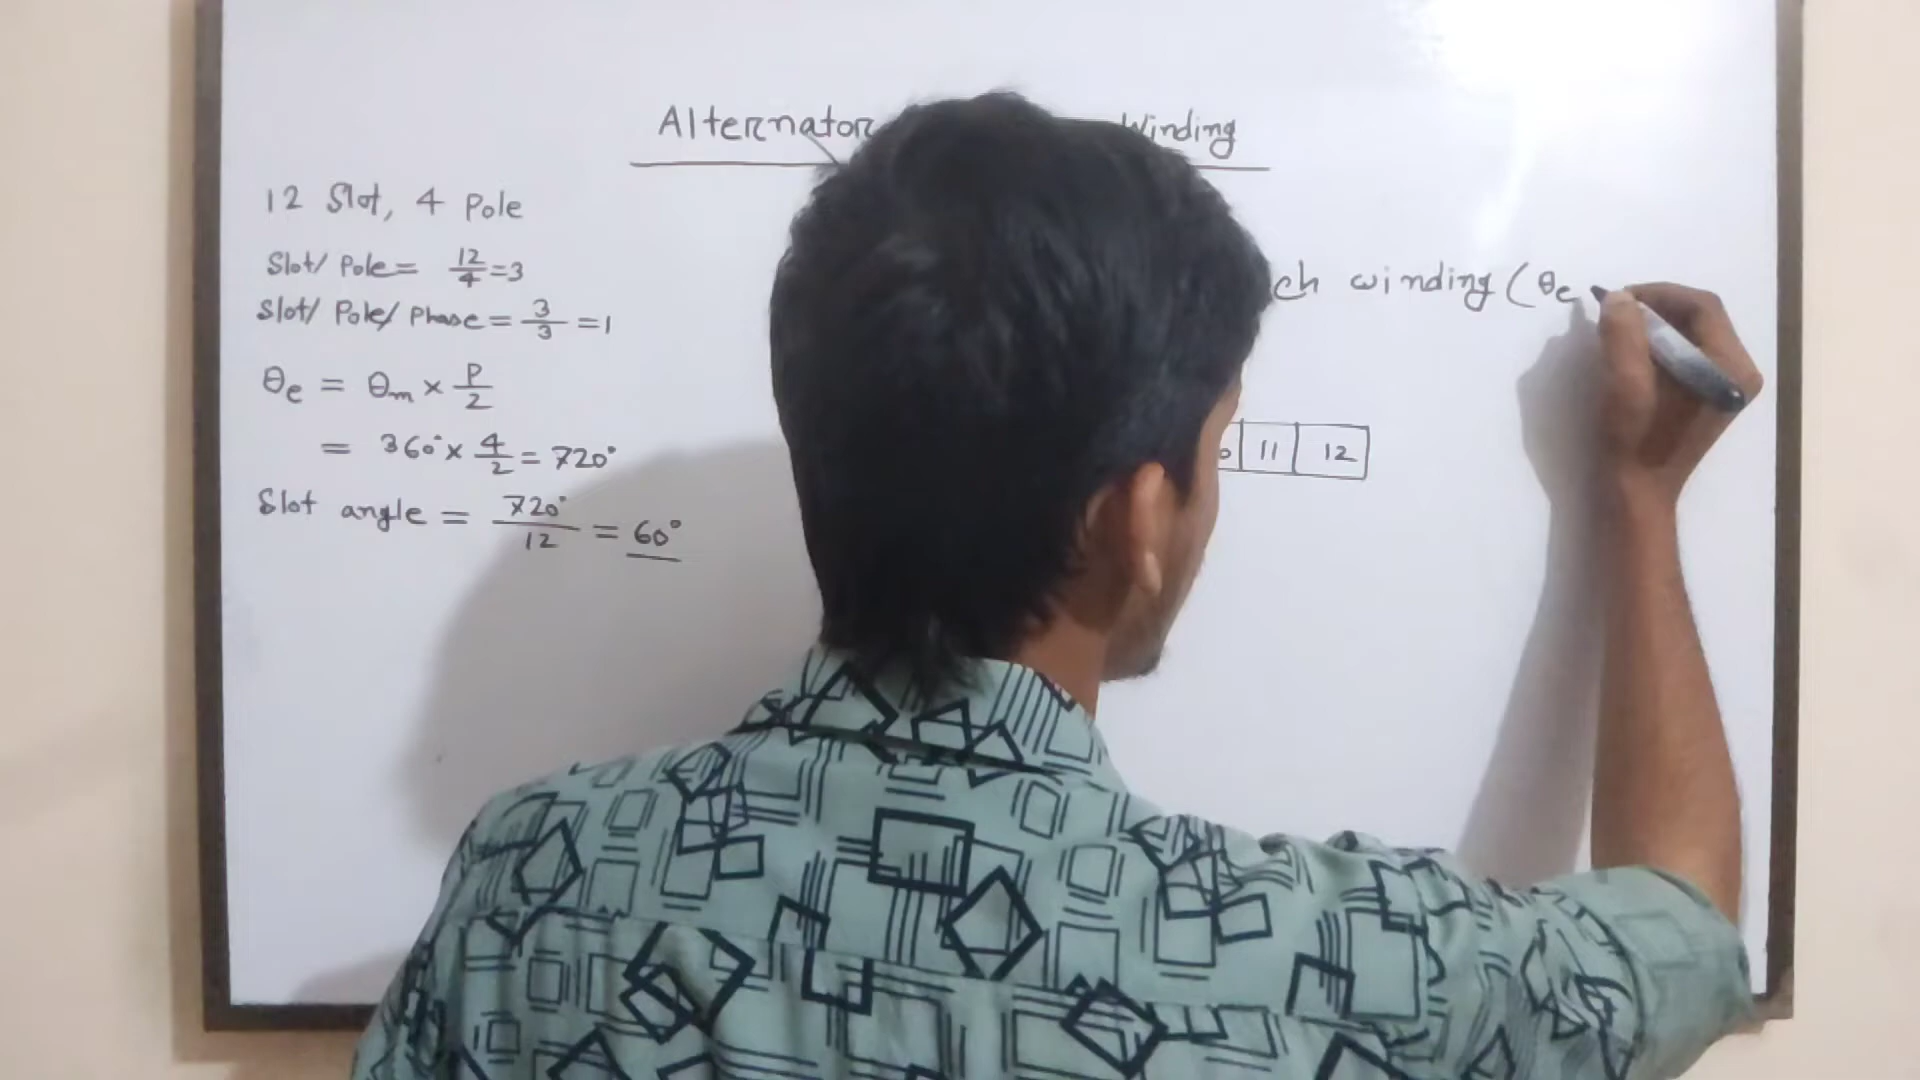 Alternator Winding
12 Slot, 4 Pole
Slot/ Pole = 12/4 = 3
Slot/ Pole/ Phase = 3/3 = 1
θe = θm × P/2
= 360° × 4/2 = 720°
Slot angle = 720°/12 = 60°
ch winding (θe
11 12